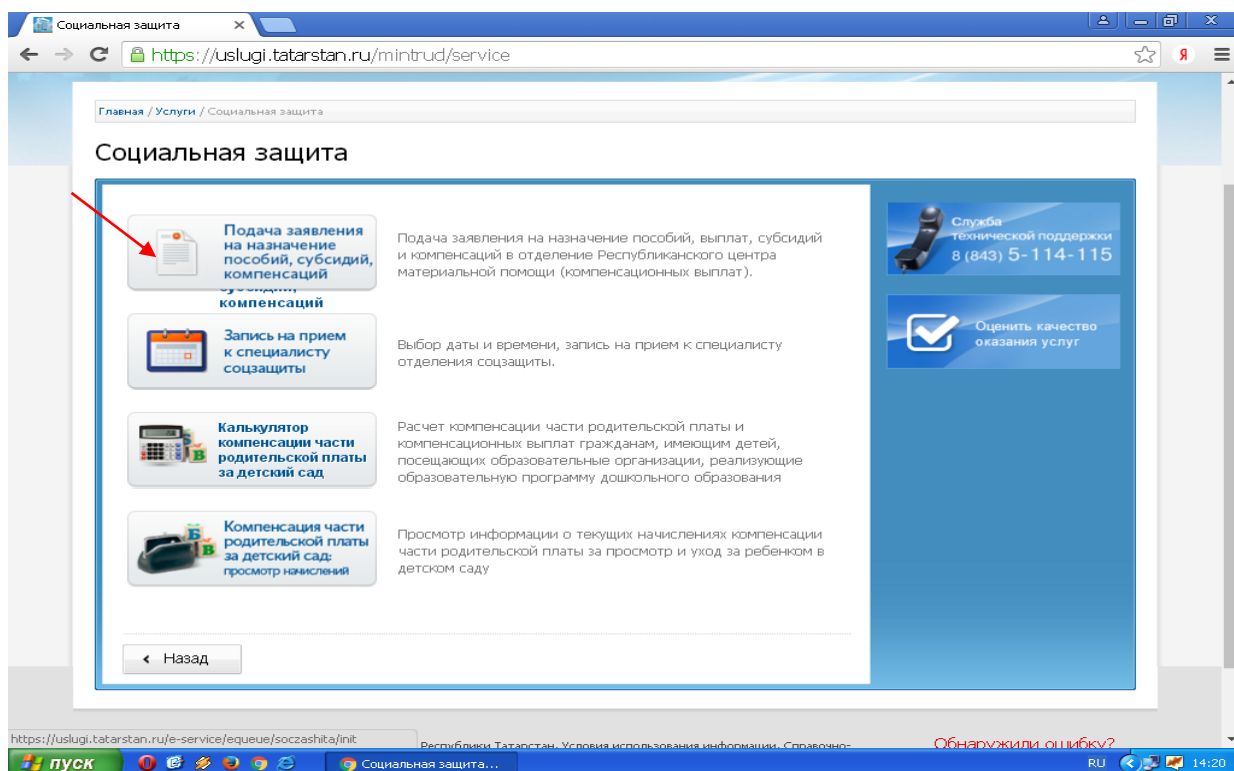 Социальная защита
https://uslugi.tatarstan.ru/mintrud/service
Я
Главная / Услуги / Социальная защита
Социальная защита
Подача заявления
на назначение
пособий, субсидий,
компенсаций
компенсаций
Подача заявления на назначение пособий, выплат, субсидий
и компенсаций в отделение Республиканского центра
материальной помощи (компенсационных выплат).
Запись на прием
к специалисту
соцзащиты
Выбор даты и времени, запись на прием к специалисту
отделения соцзащиты.
Калькулятор
компенсации части
родительской платы
за детский сад
Расчет компенсации части родительской платы и
компенсационных выплат гражданам, имеющим детей,
посещающих образовательные организации, реализующие
образовательную программу дошкольного образования
Компенсация части
родительской платы
за детский сад:
просмотр начислений
Просмотр информации о текущих начислениях компенсации
части родительской платы за просмотр и уход за ребенком в
детском саду
Назад
Служба
технической поддержки
8 (843) 5-114-115
Оценить качество
оказания услуг
https://uslugi.tatarstan.ru/e-service/equeue/soczashita/init
Республики Татарстан. Условия использования информации. Справочно-
Обнаружили ошибку?
пуск
Социальная защита...
RU
14:20